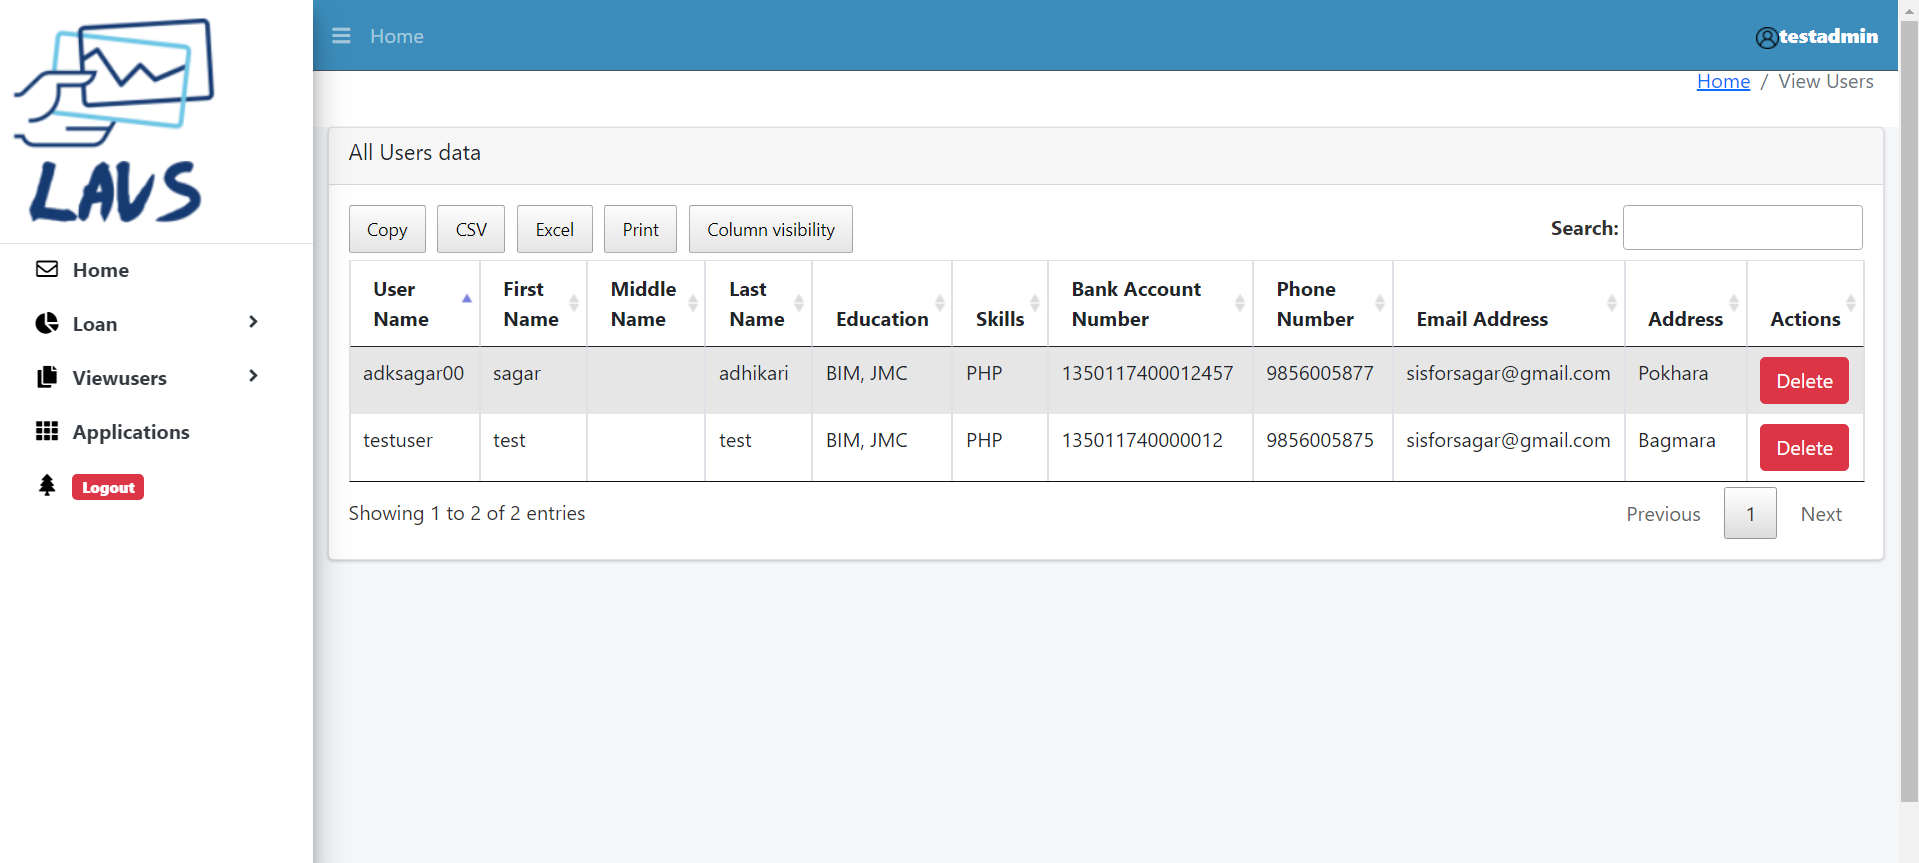 LAVS
Home
Loan
Viewusers
Applications
Logout
Home
testadmin
Home / View Users
All Users data
Copy CSV Excel Print Column visibility
Search:
User Name First Name Middle Name Last Name Education Skills Bank Account Number Phone Number Email Address Address Actions
adksagar00 sagar adhikari BIM, JMC PHP 1350117400012457 9856005877 sisforsagar@gmail.com Pokhara Delete
testuser test test BIM, JMC PHP 135011740000012 9856005875 sisforsagar@gmail.com Bagmara Delete
Showing 1 to 2 of 2 entries
Previous 1 Next